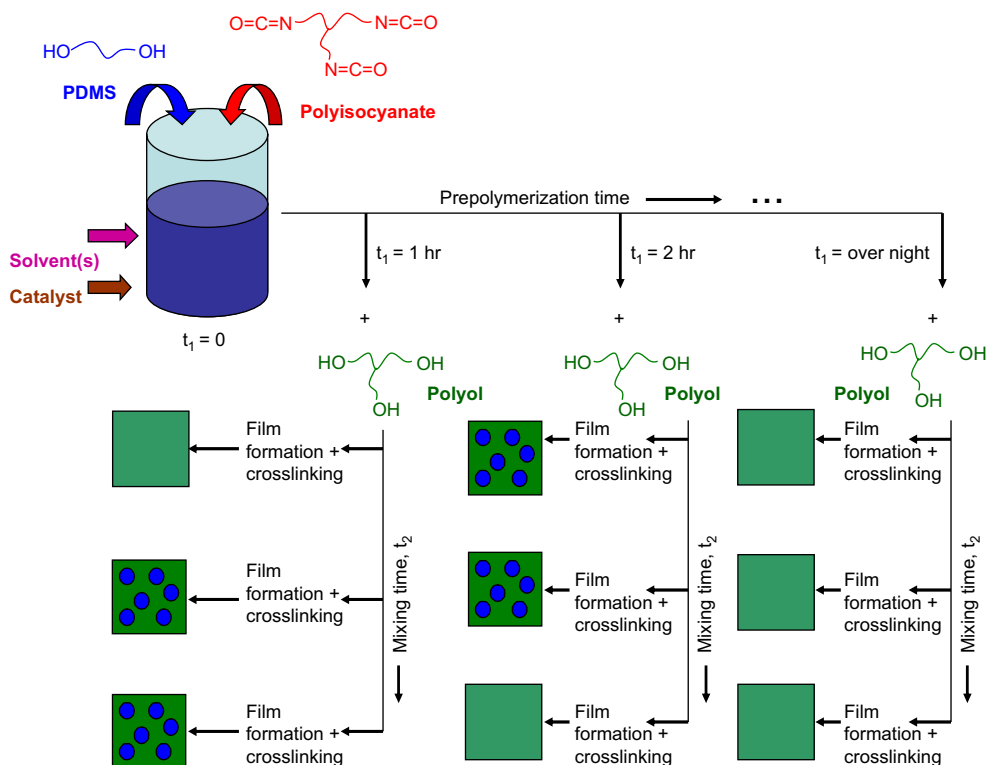 O=C=N
N=C=O
N=C=O
HO
OH
PDMS
Polyisocyanate
Prepolymerization time
...
Solvent(s)
Catalyst
t1 = 0
t1 = 1 hr
t1 = 2 hr
t1 = over night
+
+
+
HO
OH
OH
Polyol
HO
OH
OH
Polyol
HO
OH
OH
Polyol
Film
formation +
crosslinking
Film
formation +
crosslinking
Film
formation +
crosslinking
Mixing time, t2
Film
formation +
crosslinking
Film
formation +
crosslinking
Film
formation +
crosslinking
Mixing time, t2
Film
formation +
crosslinking
Film
formation +
crosslinking
Film
formation +
crosslinking
Mixing time, t2